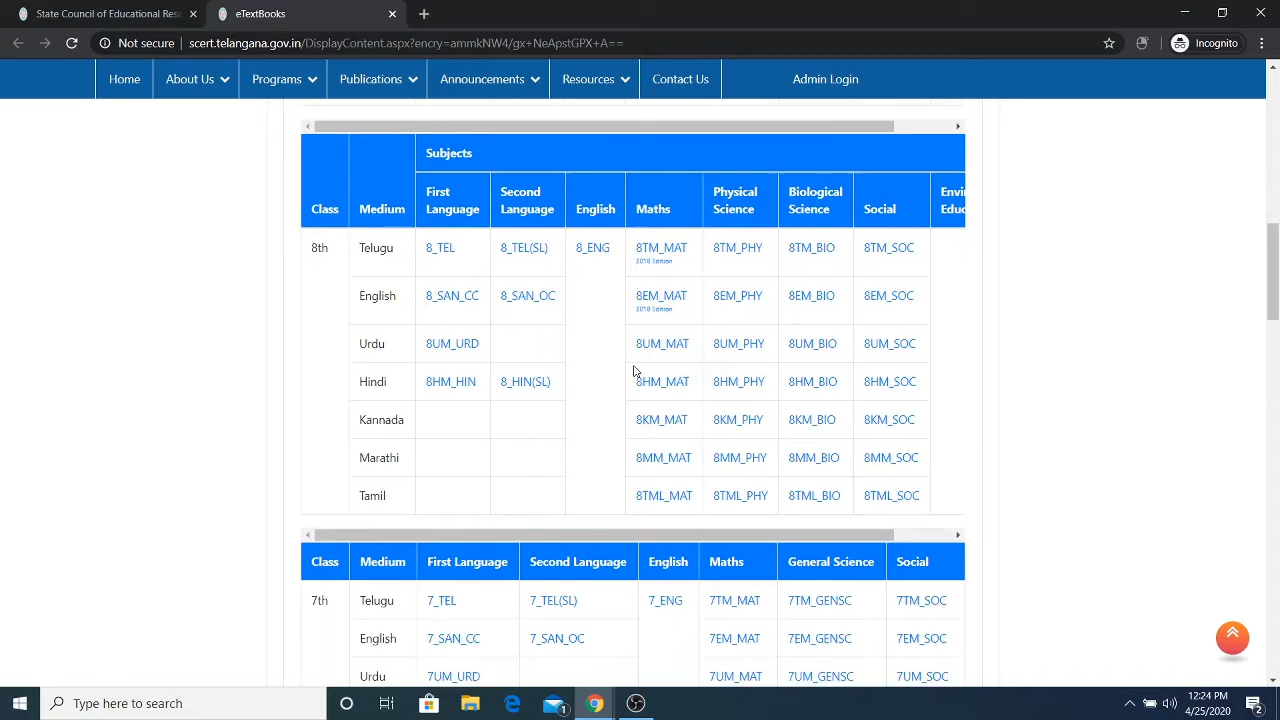 State Council of Educational Rese
eTextBooks
Not secure
scert.telangana.gov.in/DisplayContent.aspx?encry=ammkNW4/gx+NeApstGPX+A==
Incognito
Home About Us Programs Publications Announcements Resources Contact Us Admin Login
Subjects
Class Medium First Language Second Language English Maths Physical Science Biological Science Social Envir Educ
8th Telugu 8_TEL 8_TEL(SL) 8_ENG 8TM_MAT 8TM_PHY 8TM_BIO 8TM_SOC
2018 Edition
English 8_SAN_CC 8_SAN_OC 8EM_MAT 8EM_PHY 8EM_BIO 8EM_SOC
2018 Edition
Urdu 8UM_URD 8UM_MAT 8UM_PHY 8UM_BIO 8UM_SOC
Hindi 8HM_HIN 8_HIN(SL) 8HM_MAT 8HM_PHY 8HM_BIO 8HM_SOC
Kannada 8KM_MAT 8KM_PHY 8KM_BIO 8KM_SOC
Marathi 8MM_MAT 8MM_PHY 8MM_BIO 8MM_SOC
Tamil 8TML_MAT 8TML_PHY 8TML_BIO 8TML_SOC
Class Medium First Language Second Language English Maths General Science Social
7th Telugu 7_TEL 7_TEL(SL) 7_ENG 7TM_MAT 7TM_GENSC 7TM_SOC
English 7_SAN_CC 7_SAN_OC 7EM_MAT 7EM_GENSC 7EM_SOC
Urdu 7UM_URD 7UM_MAT 7UM_GENSC 7UM_SOC
Type here to search
1
12:24 PM
4/25/2020
2